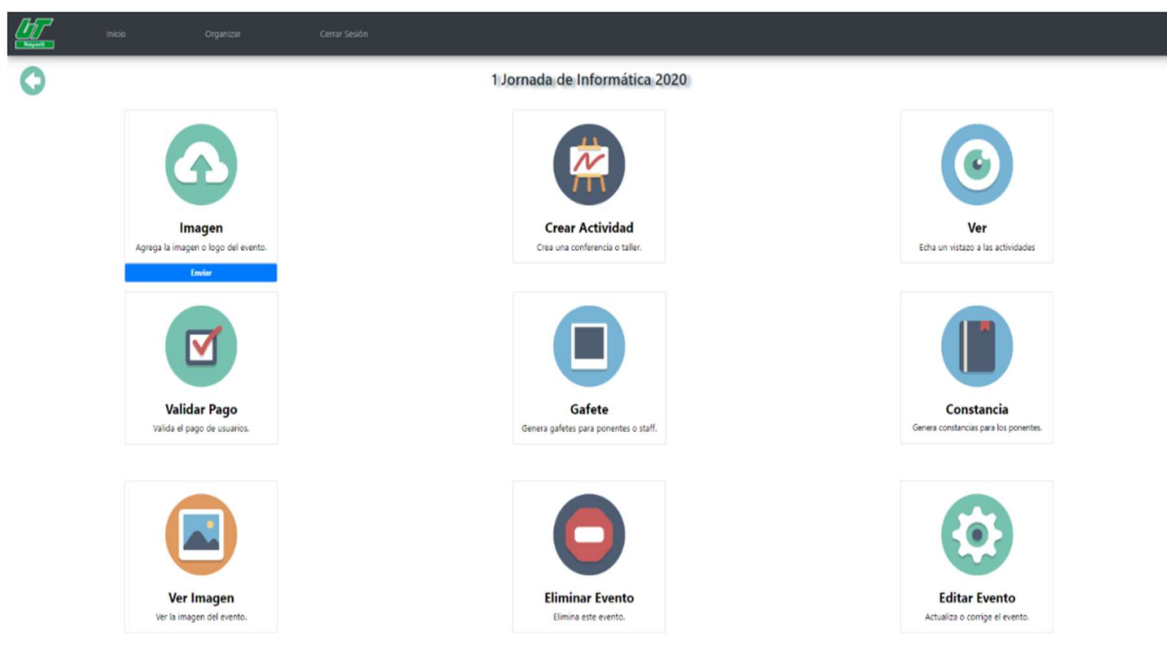 UT
Nayarit
Inicio
Organizar
Cerrar Sesión
1 Jornada de Informática 2020
Imagen
Agrega la imagen o logo del evento.
Enviar
Crear Actividad
Crea una conferencia o taller.
Ver
Echa un vistazo a las actividades
Validar Pago
Valida el pago de usuarios.
Gafete
Genera gafetes para ponentes o staff.
Constancia
Genera constancias para los ponentes.
Ver Imagen
Ver la imagen del evento.
Eliminar Evento
Elimina este evento.
Editar Evento
Actualiza o corrige el evento.